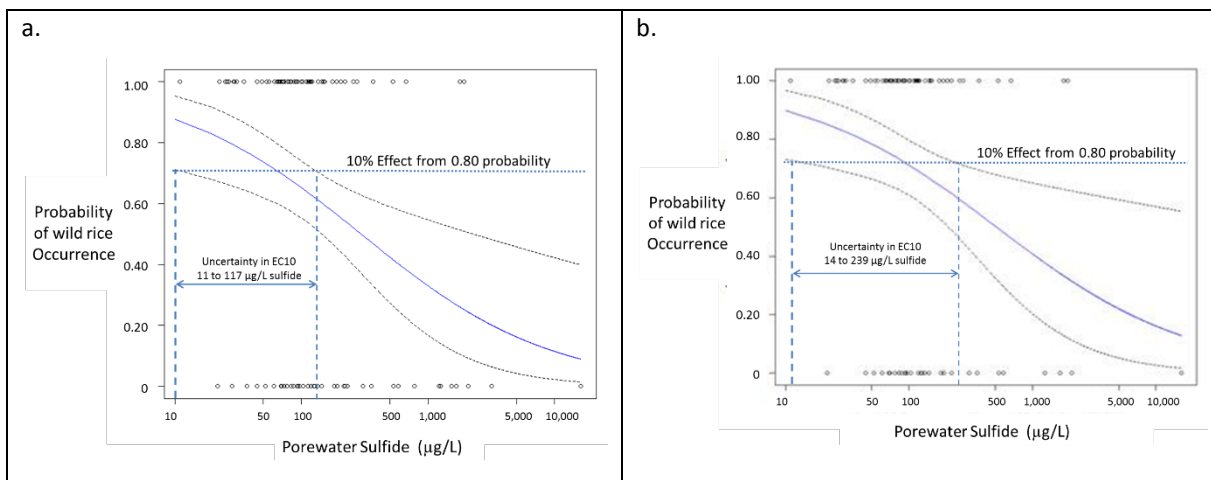 a.
1.00
0.80
0.60
0.40
0.20
0
10% Effect from 0.80 probability
Probability
of wild rice
Occurrence
Uncertainty in EC10
11 to 117 µg/L sulfide
10
50
100
500
1,000
5,000
10,000
Porewater Sulfide (µg/L)
b.
1.00
0.80
0.60
0.40
0.20
0
10% Effect from 0.80 probability
Probability
of wild rice
Occurrence
Uncertainty in EC10
14 to 239 µg/L sulfide
10
50
100
500
1,000
5,000
10,000
Porewater Sulfide (µg/L)